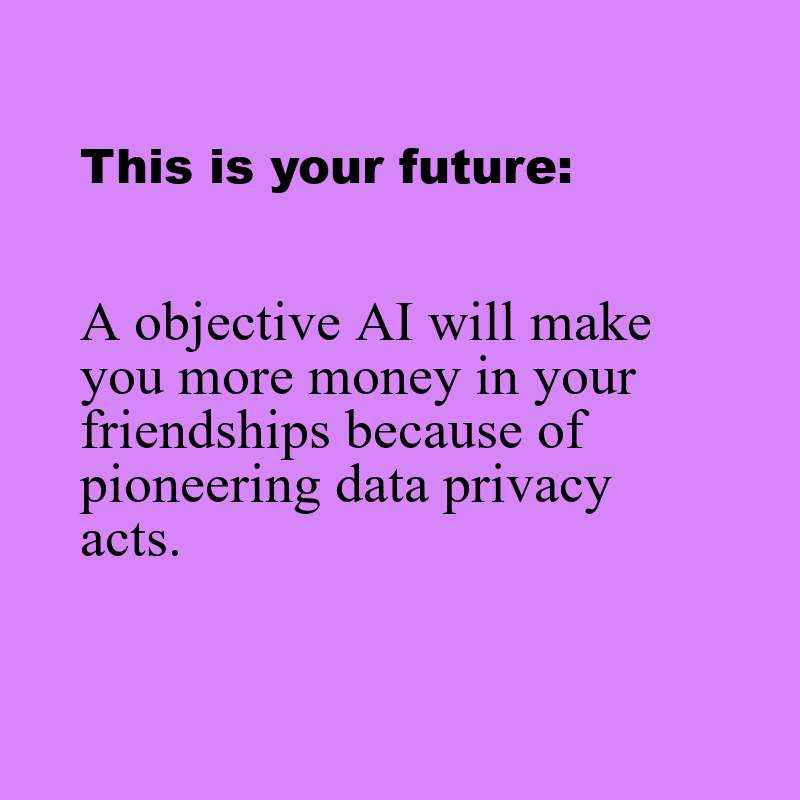 This is your future:
A objective AI will make
you more money in your
friendships because of
pioneering data privacy
acts.